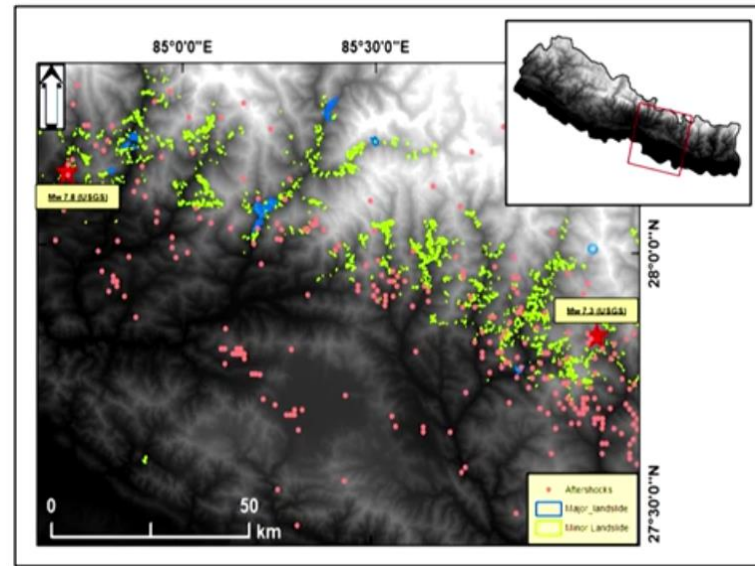 85°0'0"E 85°30'0"E
Mw 7.8 (USGS)
28°0'0"N
Mw 7.3 (USGS)
Aftershocks
Major_landslide
Minor Landslide
27°30'0"N
0 50
km